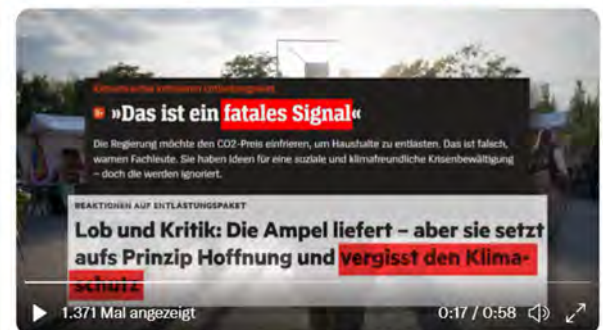 »Das ist ein fatales Signal«
Die Regierung möchte den CO2-Preis einfrieren, um Haushalte zu entlasten. Das ist falsch,
warnen Fachleute. Sie haben Ideen für eine soziale und klimafreundliche Krisenbewältigung
– doch die werden ignoriert.
REAKTIONEN AUF ENTLASTUNGSPAKET
Lob und Kritik: Die Ampel liefert – aber sie setzt
aufs Prinzip Hoffnung und vergisst den Klima-
schutz
1.371 Mal angezeigt
0:17 / 0:58